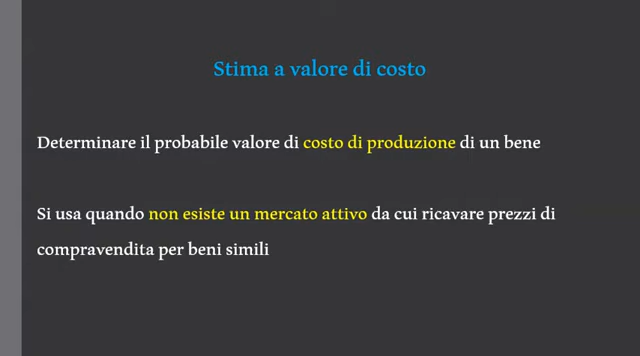 Stima a valore di costo
Determinare il probabile valore di costo di produzione di un bene
Si usa quando non esiste un mercato attivo da cui ricavare prezzi di
compravendita per beni simili